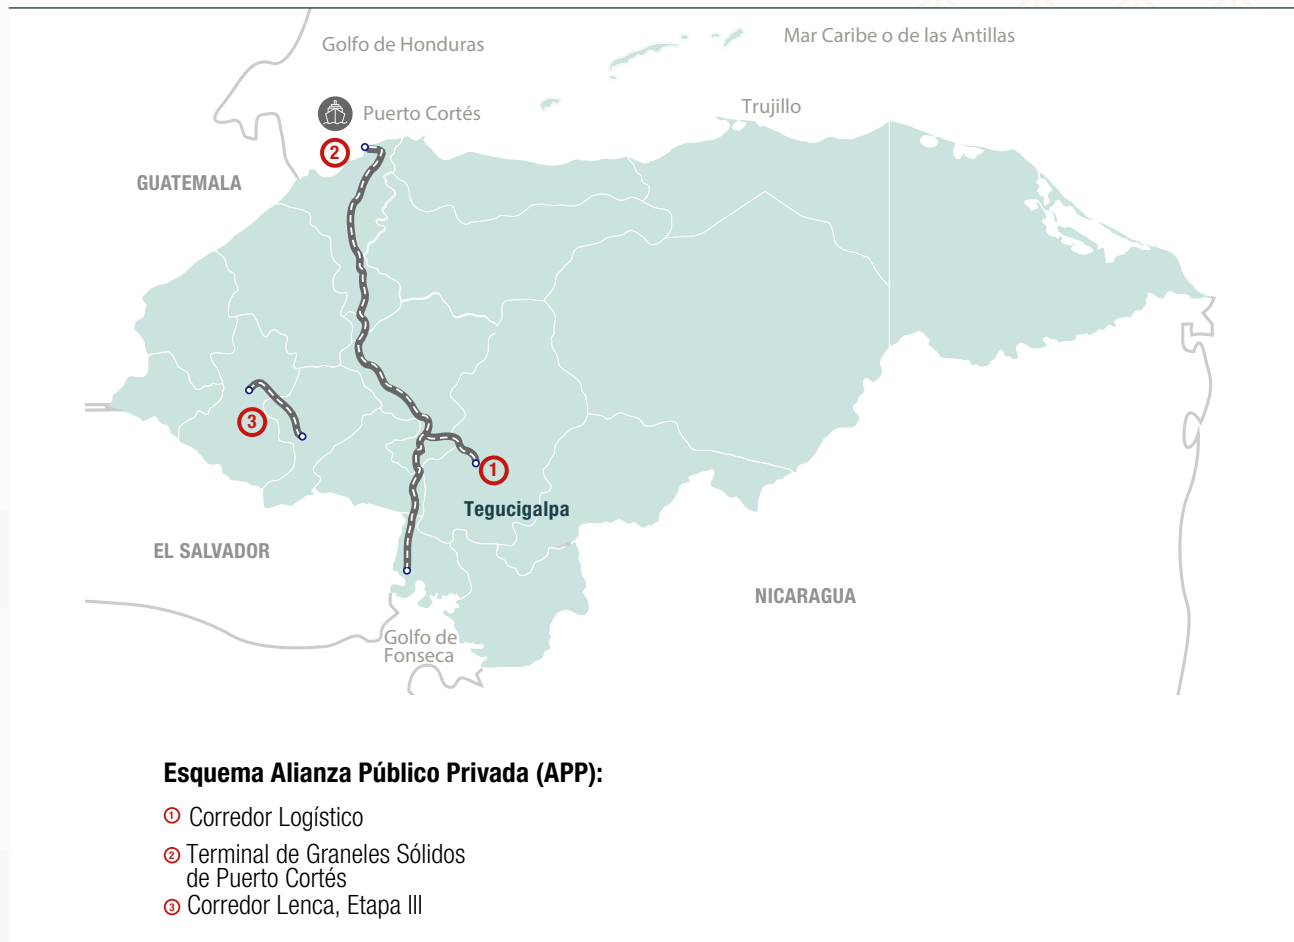 Golfo de Honduras
Mar Caribe o de las Antillas
Puerto Cortés
Trujillo
2
GUATEMALA
3
1
Tegucigalpa
EL SALVADOR
NICARAGUA
Golfo de
Fonseca
Esquema Alianza Público Privada (APP):
1 Corredor Logístico
2 Terminal de Graneles Sólidos
de Puerto Cortés
3 Corredor Lenca, Etapa III